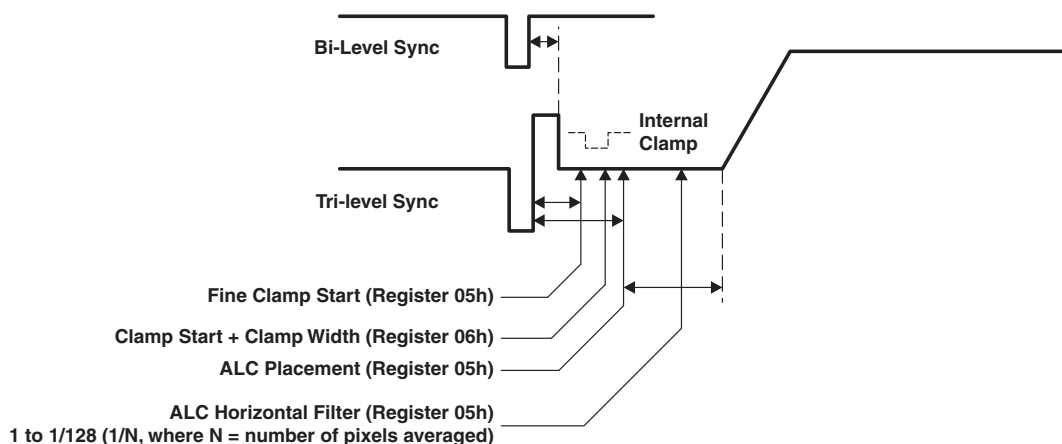 Bi-Level Sync
Internal
Clamp
Tri-level Sync
Fine Clamp Start (Register 05h)
Clamp Start + Clamp Width (Register 06h)
ALC Placement (Register 05h)
ALC Horizontal Filter (Register 05h)
1 to 1/128 (1/N, where N = number of pixels averaged)